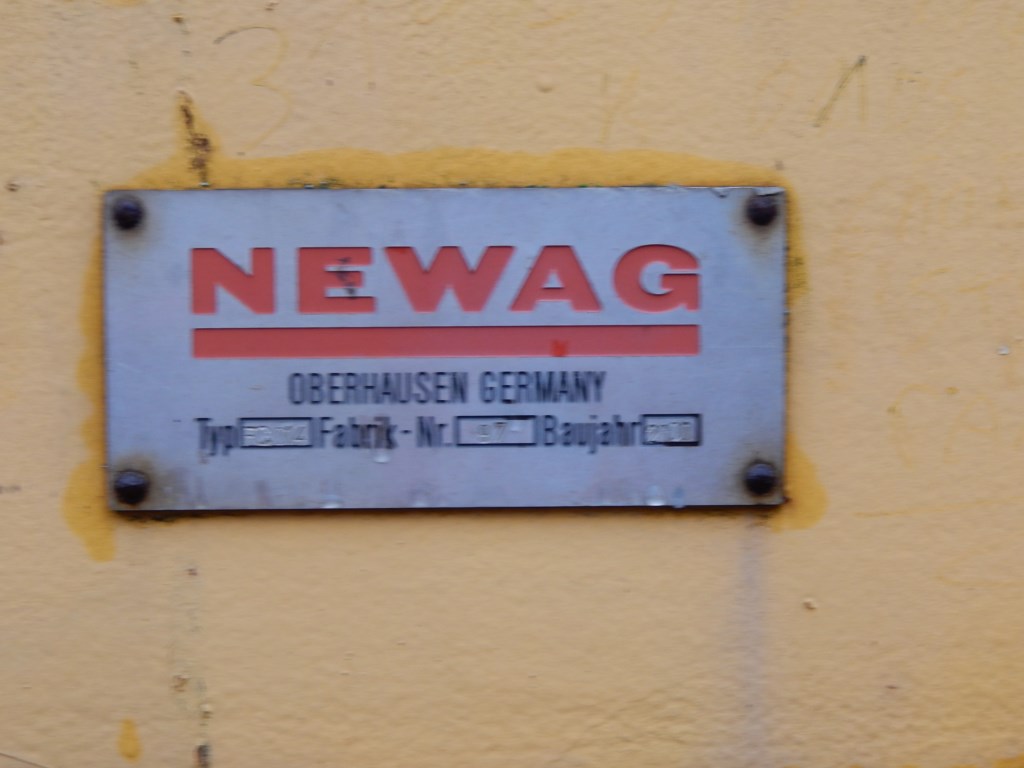 NEWAG
OBERHAUSEN GERMANY
Typ Fabrik - Nr. Baujahr